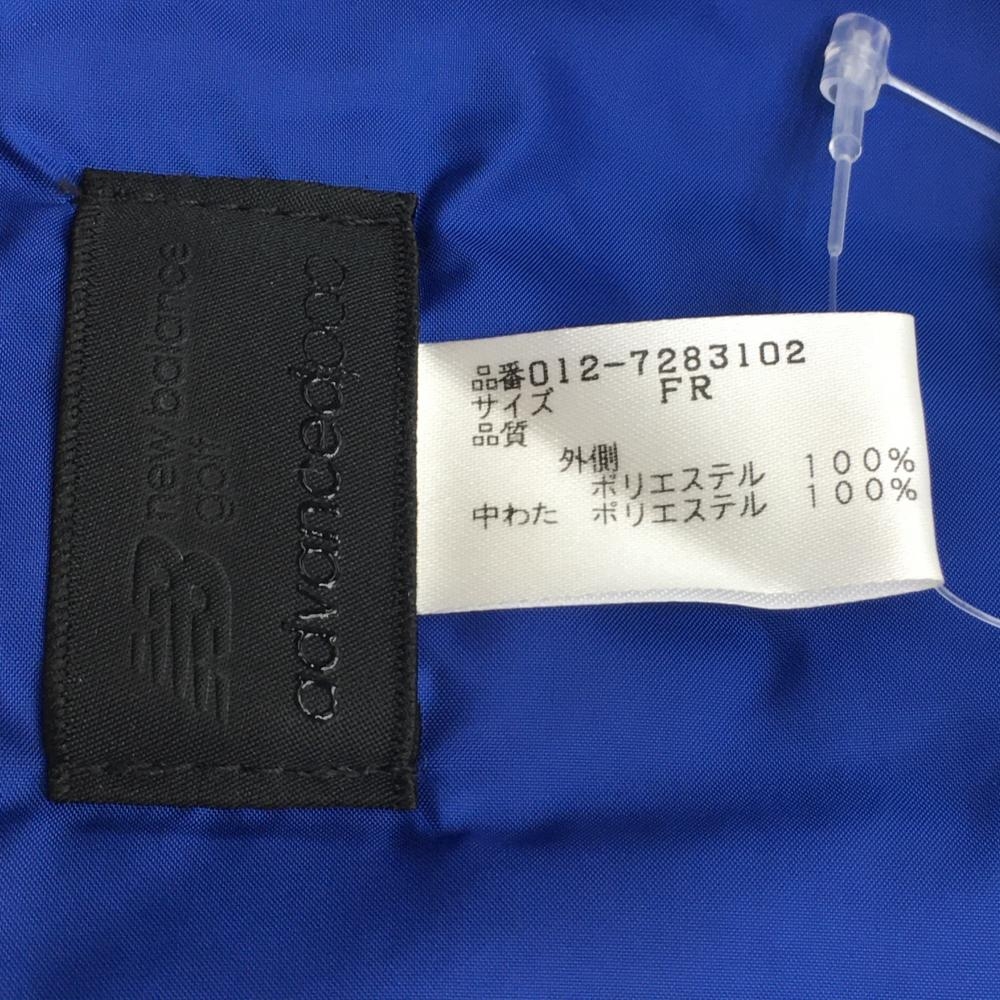 new balance
golf
advancedpac
品番012-7283102
サイズ FR
品質
外側
ポリエステル 100%
中わた ポリエステル 100%